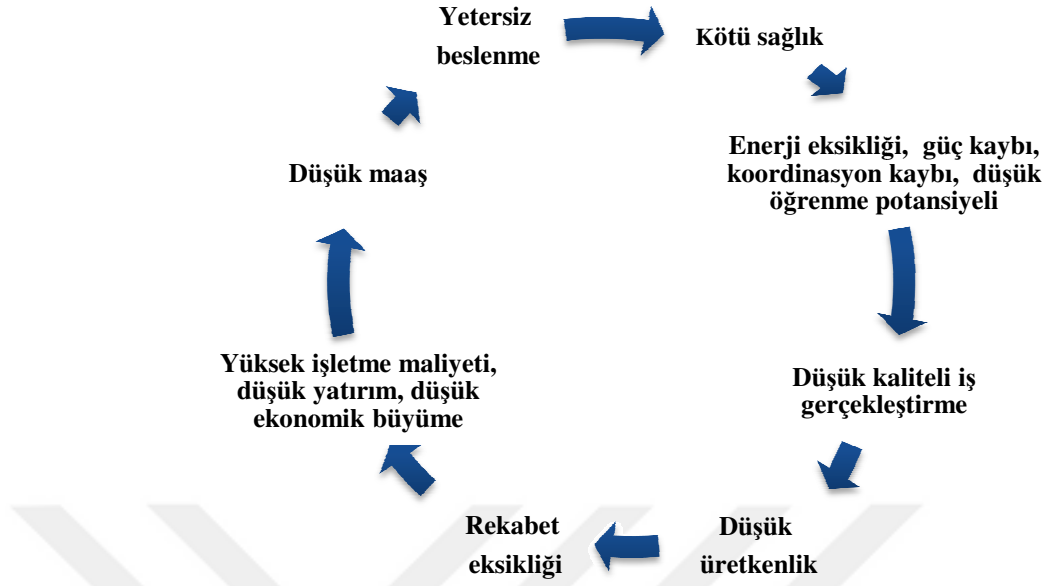 Yetersiz
beslenme
Kötü sağlık
Enerji eksikliği, güç kaybı,
koordinasyon kaybı, düşük
öğrenme potansiyeli
Düşük kaliteli iş
gerçekleştirme
Düşük
üretkenlik
Rekabet
eksikliği
Yüksek işletme maliyeti,
düşük yatırım, düşük
ekonomik büyüme
Düşük maaş